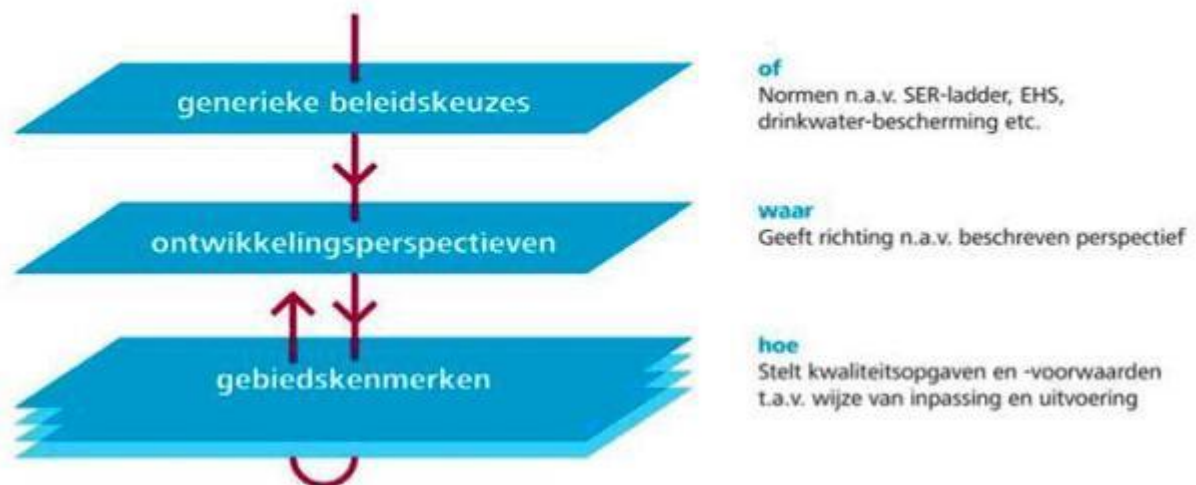 generieke beleidskeuzes
of
Normen n.a.v. SER-ladder, EHS,
drinkwater-bescherming etc.
ontwikkelingsperspectieven
waar
Geeft richting n.a.v. beschreven perspectief
gebiedskenmerken
hoe
Stelt kwaliteitsopgaven en -voorwaarden
t.a.v. wijze van inpassing en uitvoering